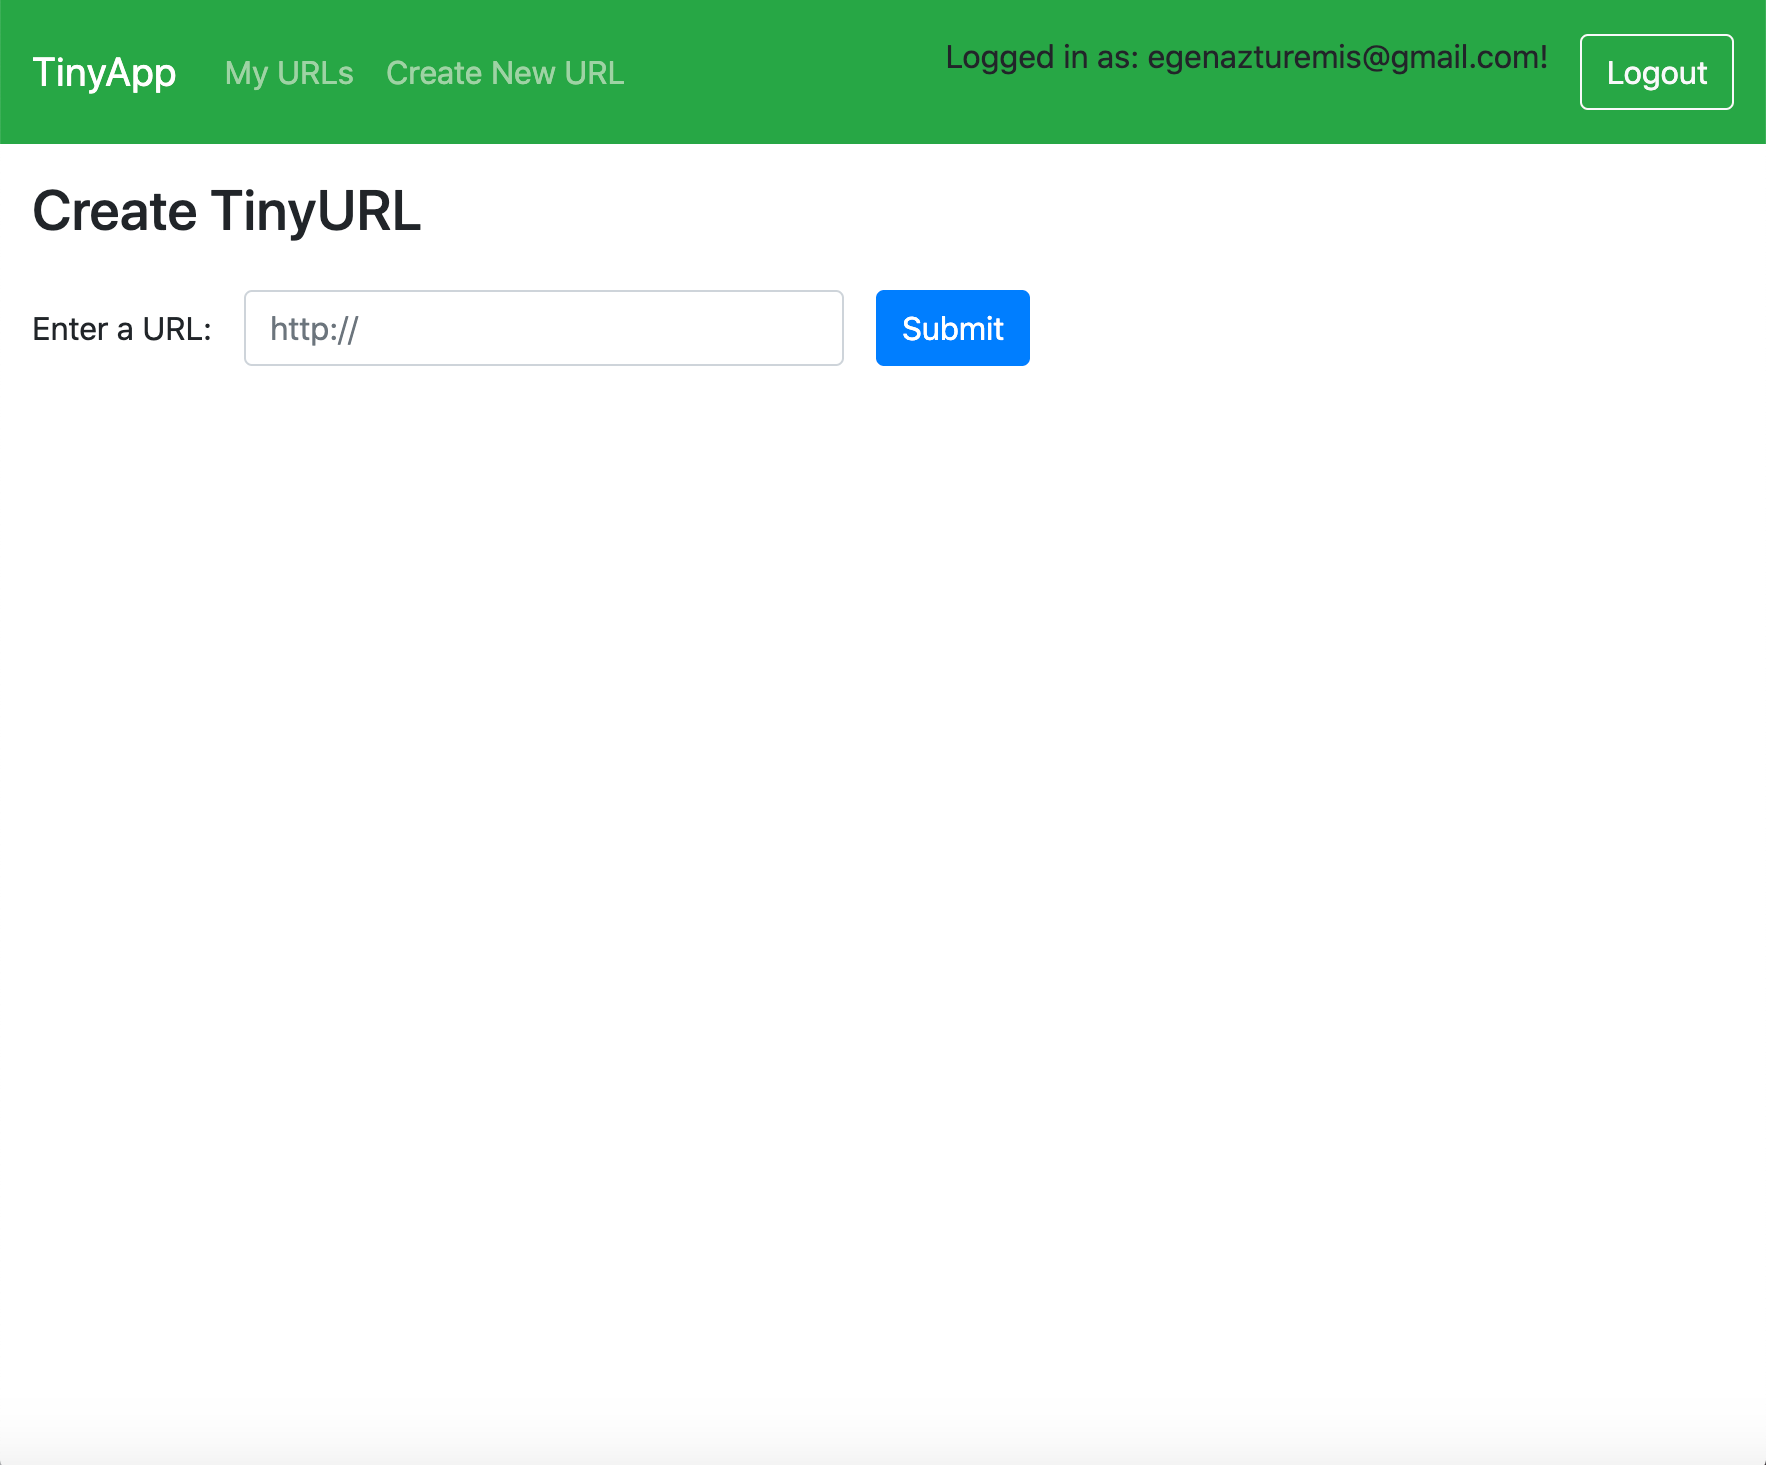 TinyApp My URLs Create New URL Logged in as: egenazturemis@gmail.com! Logout
Create TinyURL
Enter a URL: http:// Submit